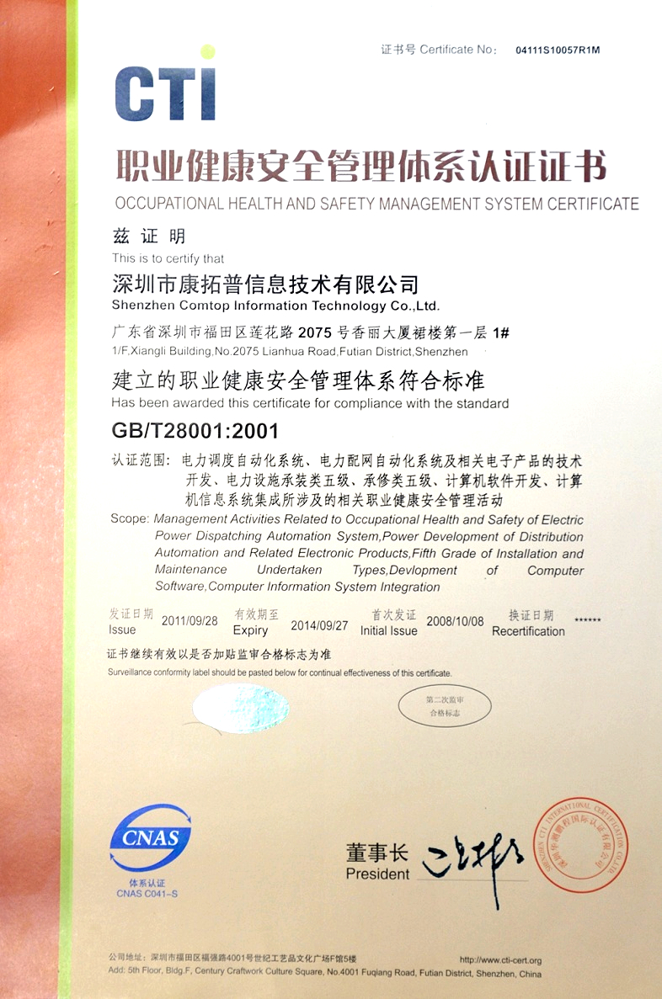 证书号 Certificate No: 04111S10057R1M
CTi
职业健康安全管理体系认证证书
OCCUPATIONAL HEALTH AND SAFETY MANAGEMENT SYSTEM CERTIFICATE
兹 证 明
This is to certify that
深圳市康拓普信息技术有限公司
Shenzhen Comtop Information Technology Co.,Ltd.
广东省深圳市福田区莲花路 2075 号香丽大厦裙楼第一层 1#
1/F,Xiangli Building,No.2075 Lianhua Road,Futian District,Shenzhen
建立的职业健康安全管理体系符合标准
Has been awarded this certificate for compliance with the standard
GB/T28001:2001
认证范围：电力调度自动化系统、电力配网自动化系统及相关电子产品的技术
开发、电力设施承装类五级、承修类五级、计算机软件开发、计算
机信息系统集成所涉及的相关职业健康安全管理活动
Scope: Management Activities Related to Occupational Health and Safety of Electric
Power Dispatching Automation System,Power Development of Distribution
Automation and Related Electronic Products,Fifth Grade of Installation and
Maintenance Undertaken Types,Devlopment of Computer
Software,Computer Information System Integration
发证日期 2011/09/28 有效期至 2014/09/27 首次发证 2008/10/08 换证日期 ******
Issue Expiry Initial Issue Recertification
证书继续有效以是否加贴监审合格标志为准
Surveillance conformity label should be pasted below for continual effectiveness of this certificate.
第二次监审
合格标志
CNAS
体系认证
CNAS C041-S
董事长
President
SHENZHEN CTI INTERNATIONAL CERTIFICATION CO.,LTD.
深圳华测鹏程国际认证有限公司
公司地址：深圳市福田区福强路4001号世纪工艺品文化广场F馆5楼 http://www.cti-cert.org
Add: 5th Floor, Bldg.F, Century Craftwork Culture Square, No.4001 Fuqiang Road, Futian District, Shenzhen, China